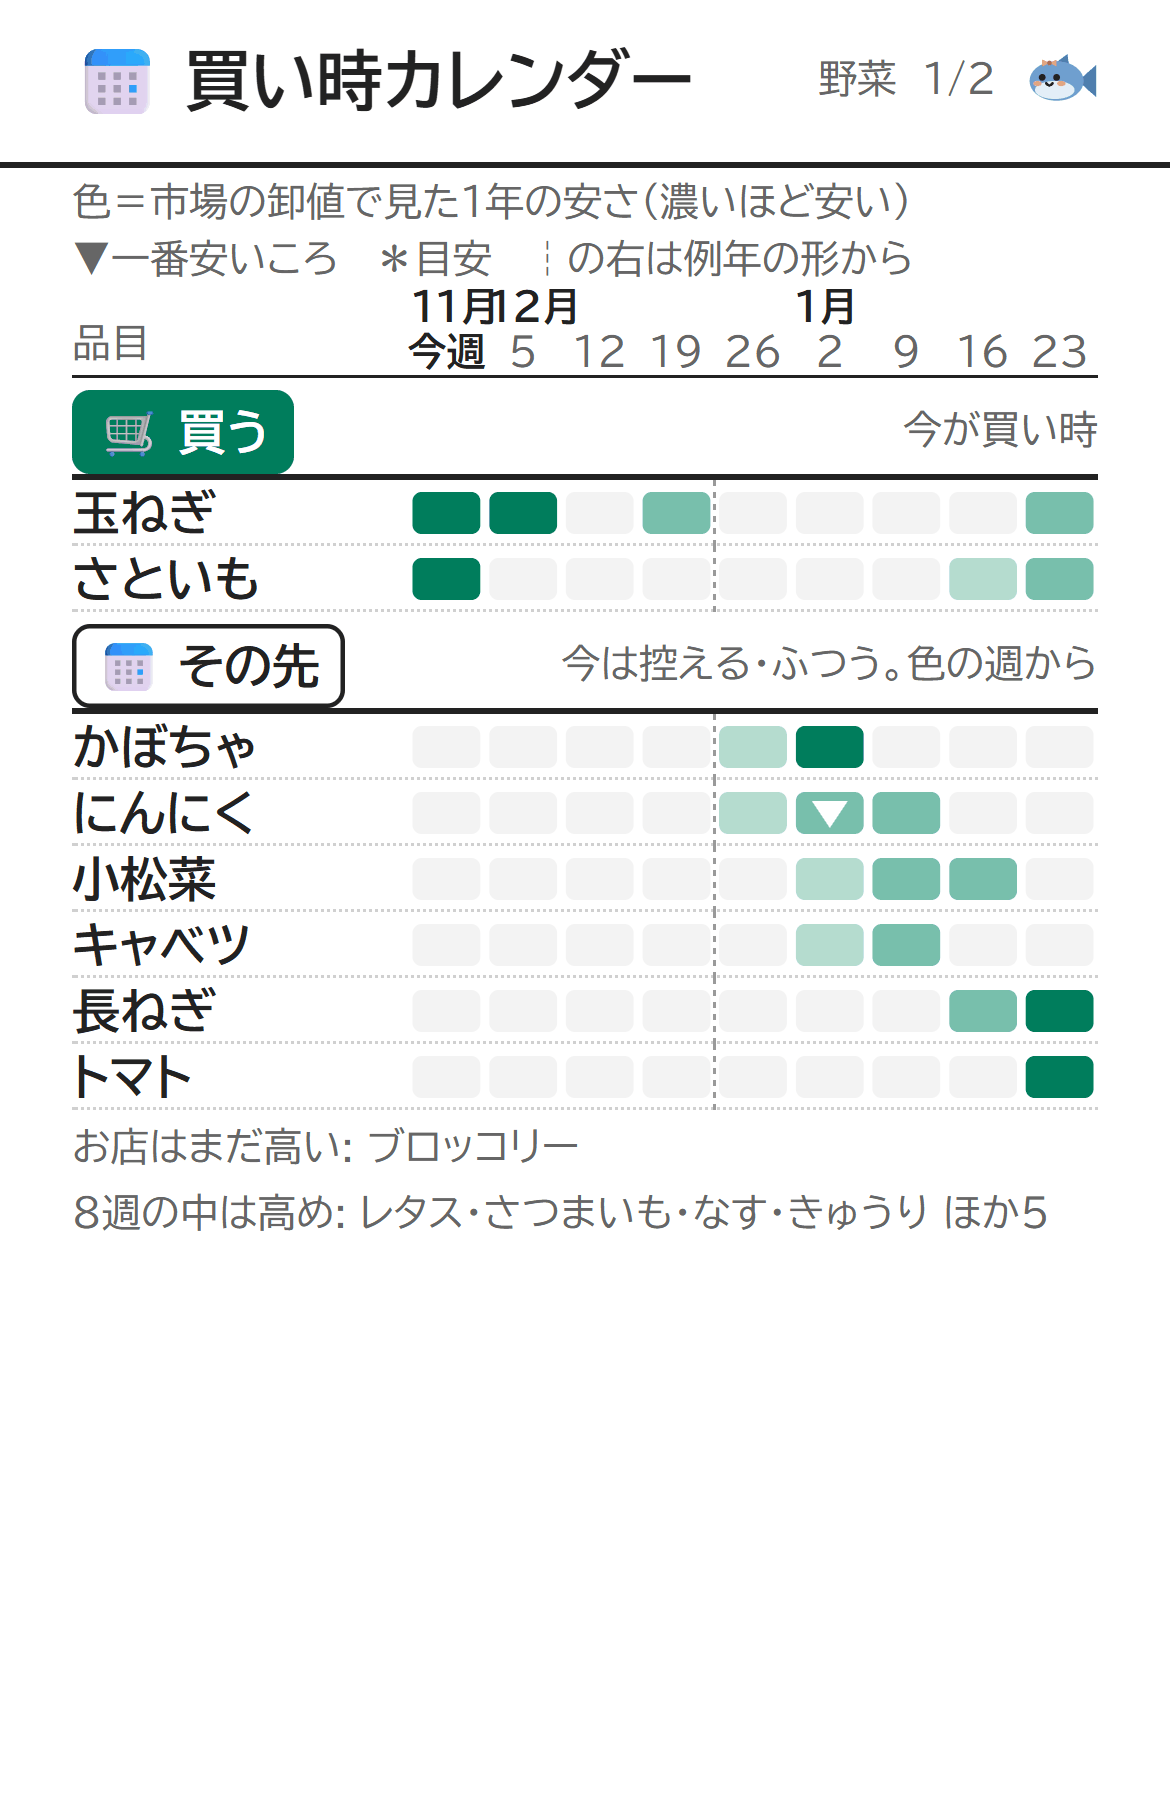 買い時カレンダー 野菜 1/2
色＝市場の卸値で見た1年の安さ（濃いほど安い）
▼一番安いころ ＊目安 ┆の右は例年の形から
11月 12月 1月
品目 今週 5 12 19 26 2 9 16 23
買う 今が買い時
玉ねぎ
さといも
その先 今は控える・ふつう。色の週から
かぼちゃ
にんにく ▼
小松菜
キャベツ
長ねぎ
トマト
お店はまだ高い: ブロッコリー
8週の中は高め: レタス・さつまいも・なす・きゅうり ほか5